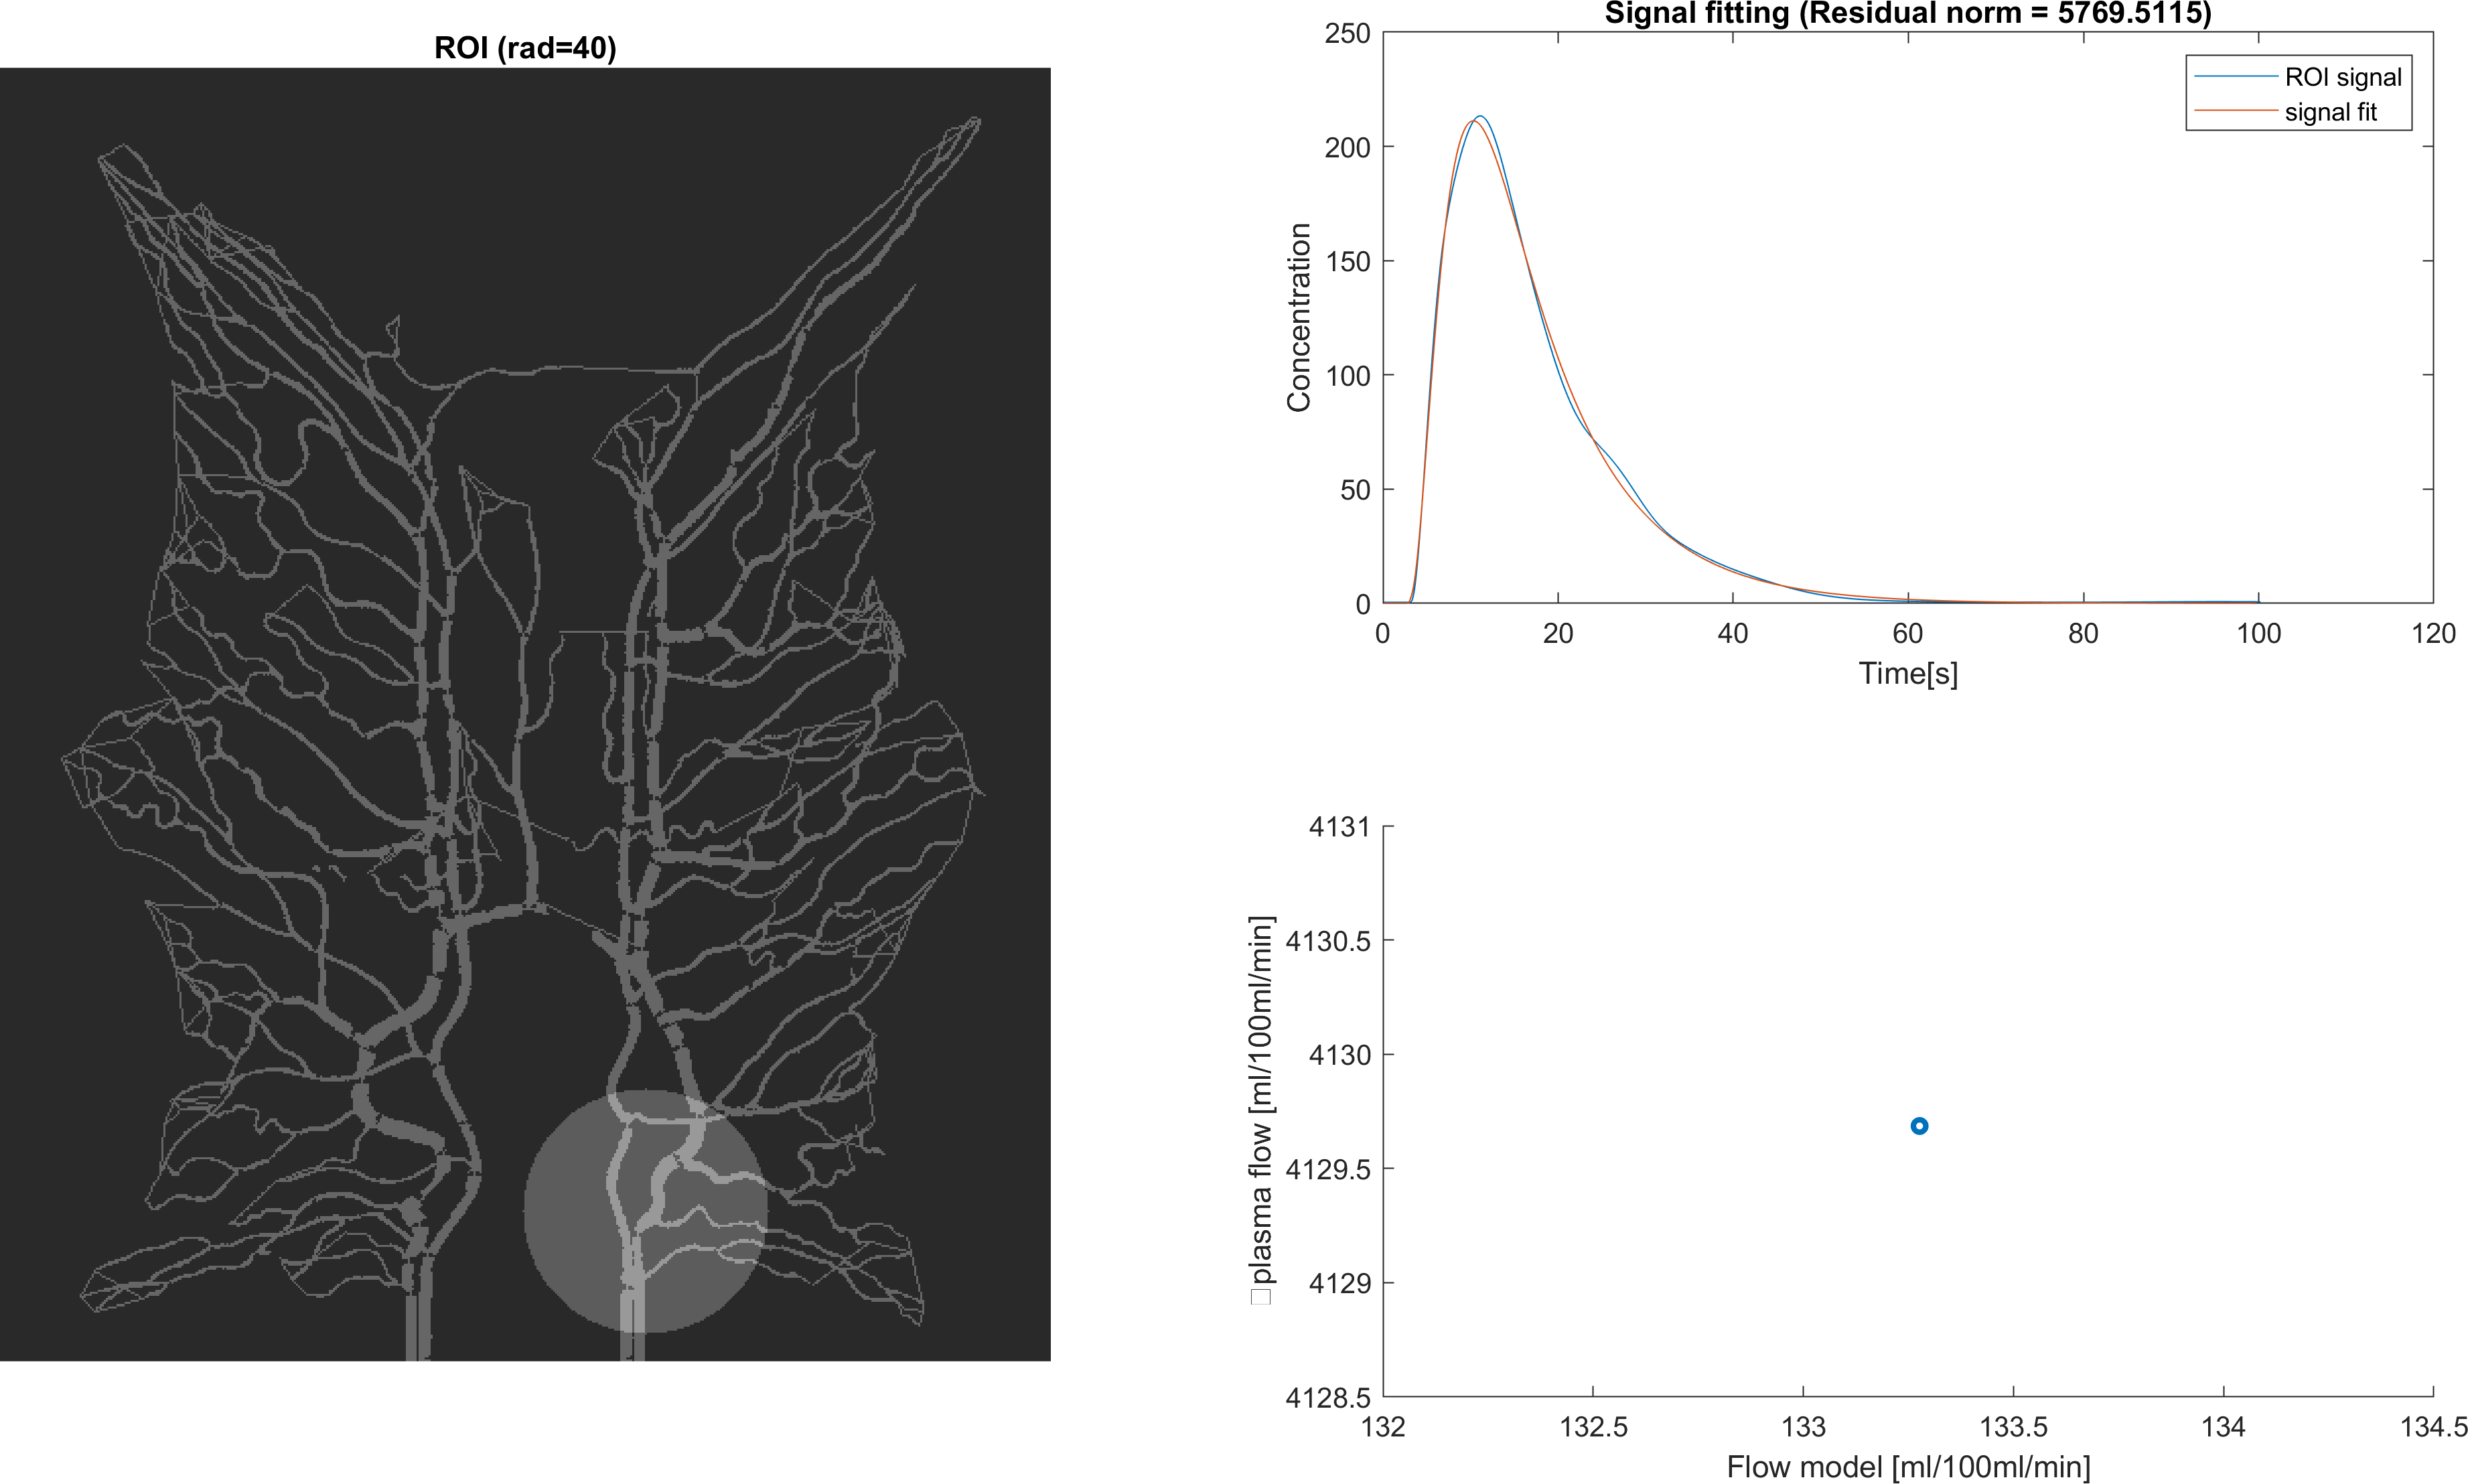 ROI (rad=40)
Signal fitting (Residual norm = 5769.5115)
250
200
150
100
50
0
0 20 40 60 80 100 120
Concentration
Time[s]
ROI signal
signal fit
4131
4130.5
4130
4129.5
4129
4128.5
132 132.5 133 133.5 134 134.5
□plasma flow [ml/100ml/min]
Flow model [ml/100ml/min]